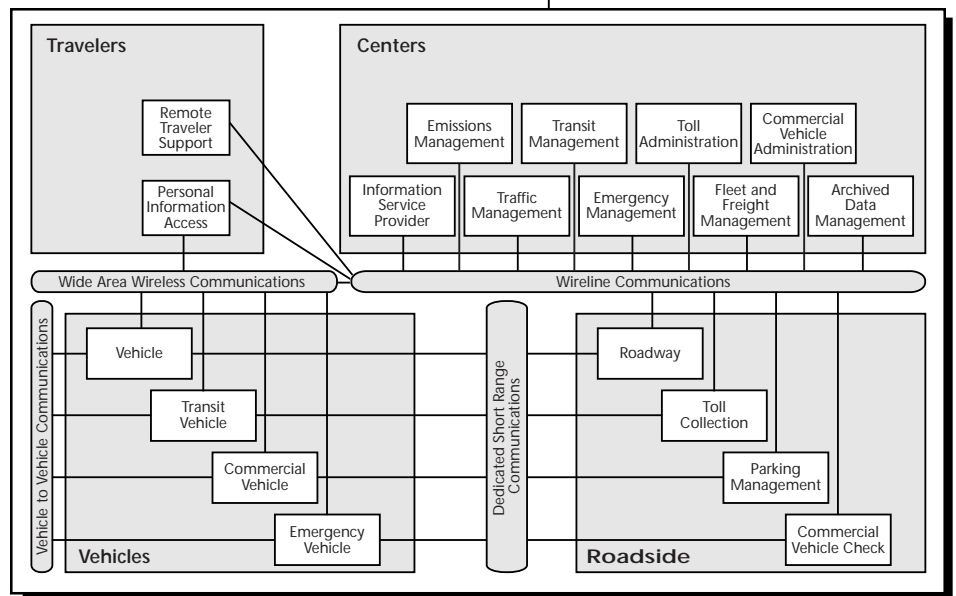 Travelers
Remote
Traveler
Support
Personal
Information
Access
Centers
Emissions
Management
Transit
Management
Toll
Administration
Commercial
Vehicle
Administration
Information
Service
Provider
Traffic
Management
Emergency
Management
Fleet and
Freight
Management
Archived
Data
Management
Wide Area Wireless Communications
Wireline Communications
Vehicle to Vehicle Communications
Vehicle
Transit
Vehicle
Commercial
Vehicle
Emergency
Vehicle
Vehicles
Dedicated Short Range
Communications
Roadway
Toll
Collection
Parking
Management
Commercial
Vehicle Check
Roadside